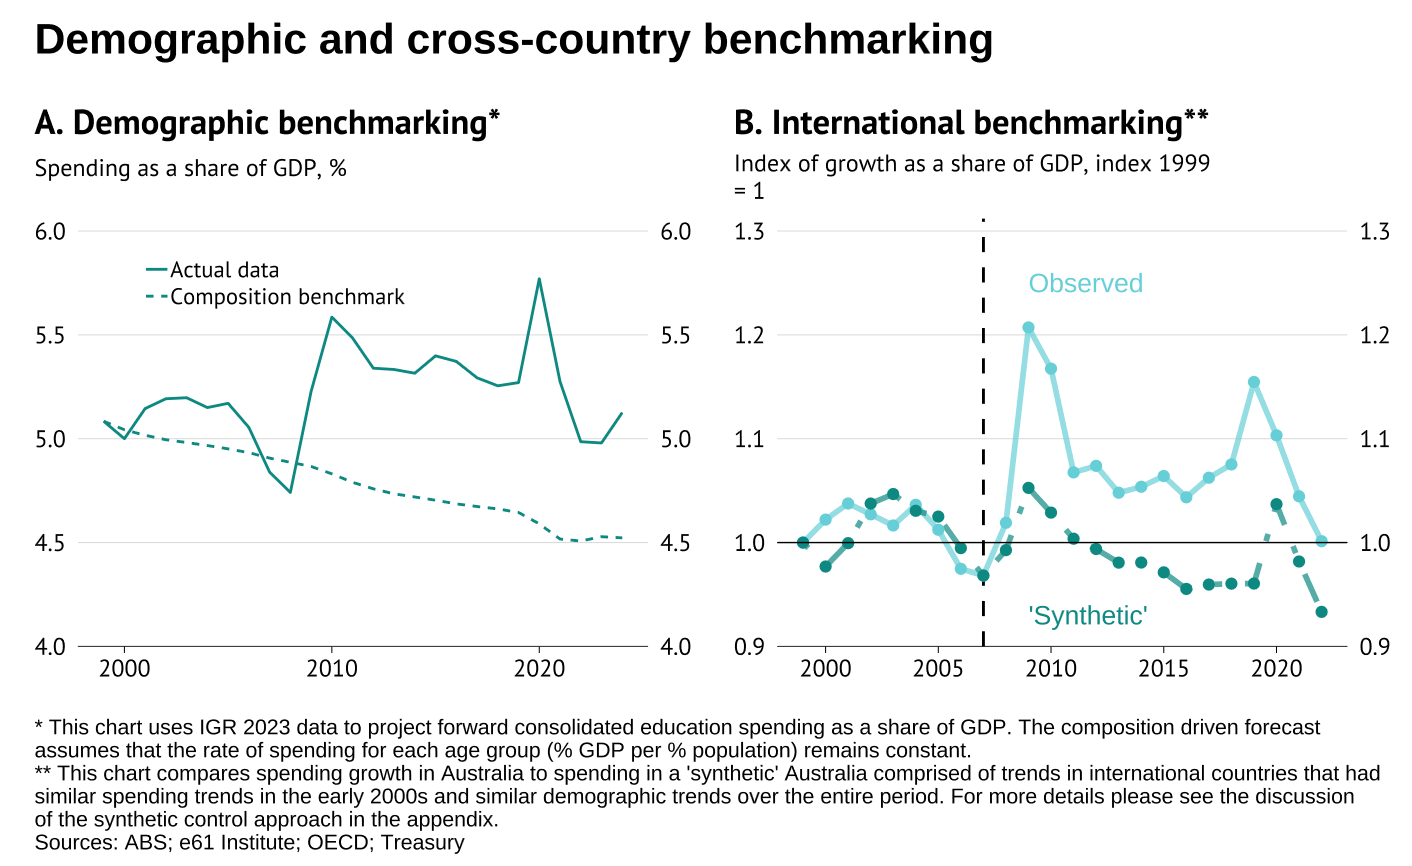 Demographic and cross-country benchmarking
A. Demographic benchmarking*
Spending as a share of GDP, %
6.0
6.0
Actual data
Composition benchmark
5.5
5.5
5.0
5.0
4.5
4.5
4.0
4.0
2000
2010
2020
B. International benchmarking**
Index of growth as a share of GDP, index 1999
= 1
1.3
1.3
Observed
1.2
1.2
1.1
1.1
1.0
1.0
'Synthetic'
0.9
0.9
2000
2005
2010
2015
2020
* This chart uses IGR 2023 data to project forward consolidated education spending as a share of GDP. The composition driven forecast
assumes that the rate of spending for each age group (% GDP per % population) remains constant.
** This chart compares spending growth in Australia to spending in a 'synthetic' Australia comprised of trends in international countries that had
similar spending trends in the early 2000s and similar demographic trends over the entire period. For more details please see the discussion
of the synthetic control approach in the appendix.
Sources: ABS; e61 Institute; OECD; Treasury